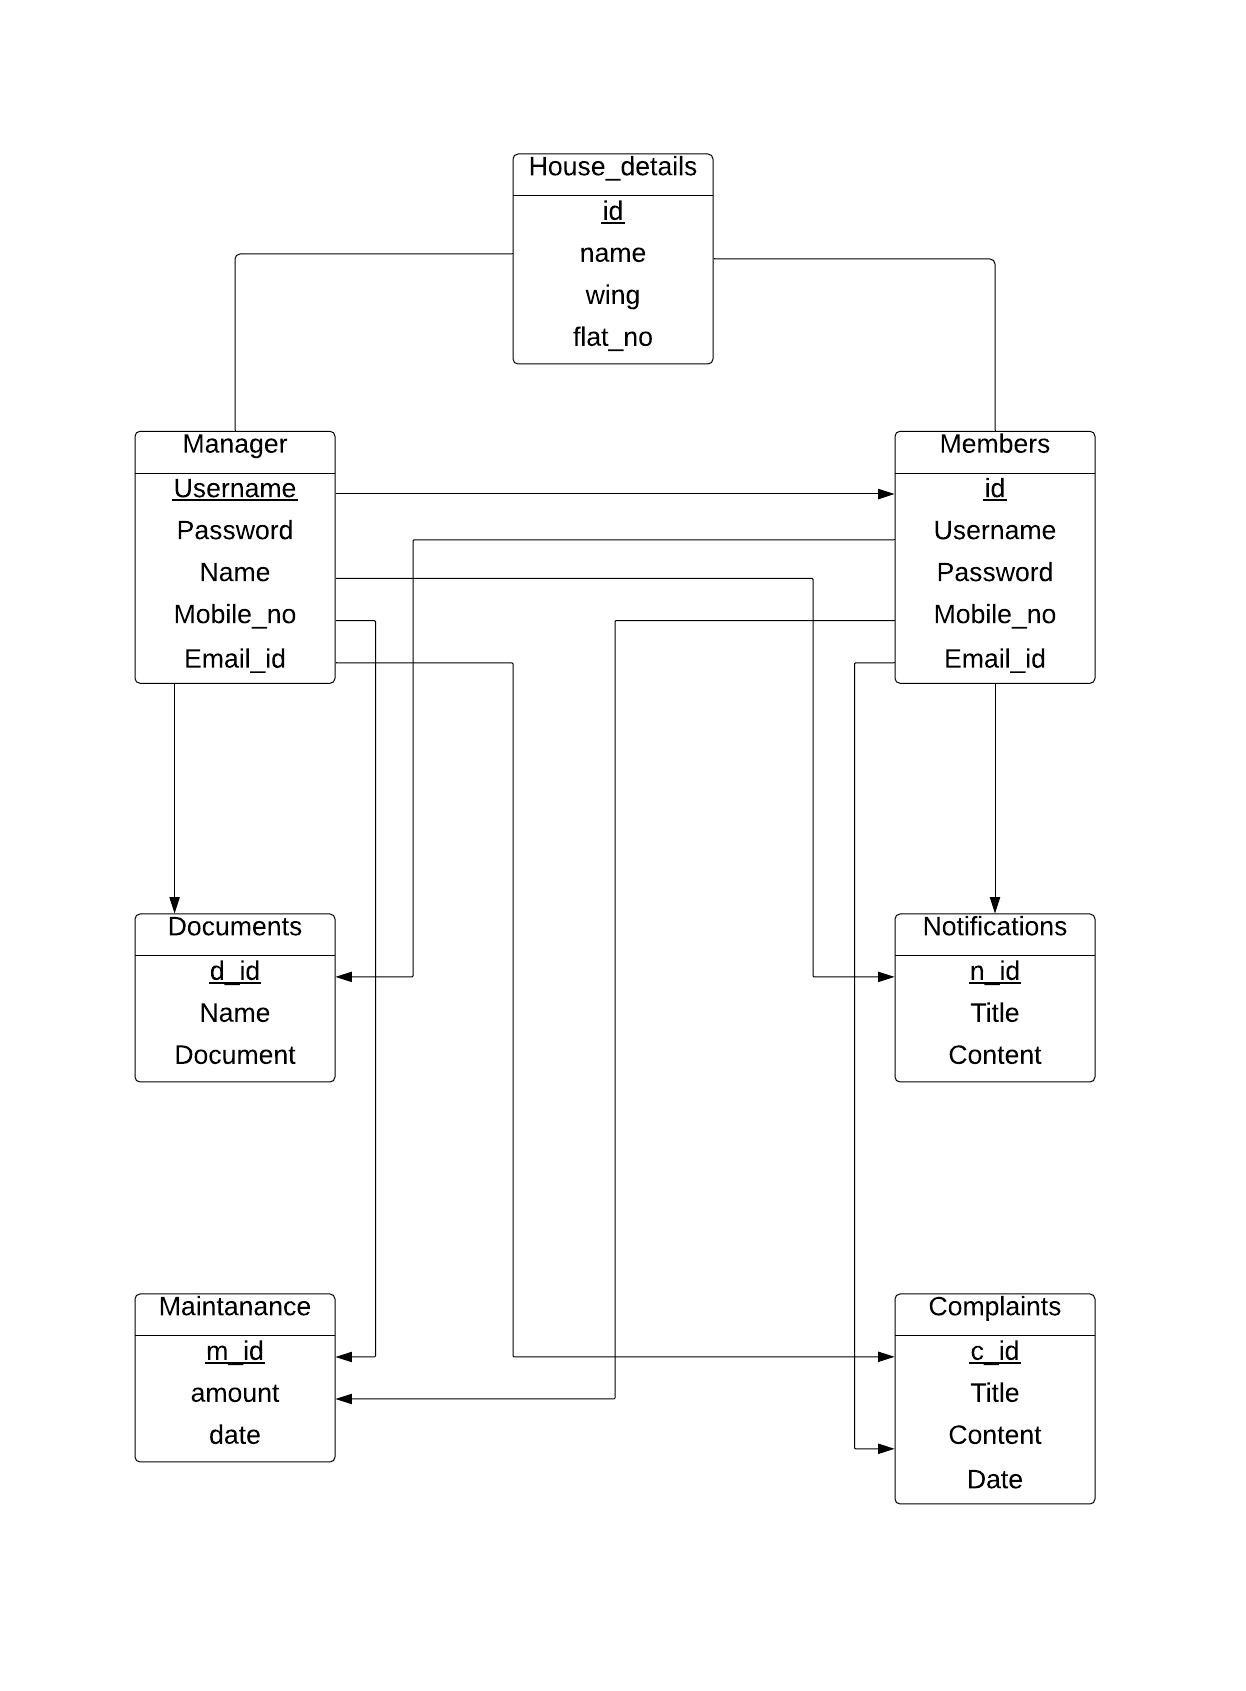 House_details
id
name
wing
flat_no
Manager
Username
Password
Name
Mobile_no
Email_id
Members
id
Username
Password
Mobile_no
Email_id
Documents
d_id
Name
Document
Notifications
n_id
Title
Content
Maintanance
m_id
amount
date
Complaints
c_id
Title
Content
Date